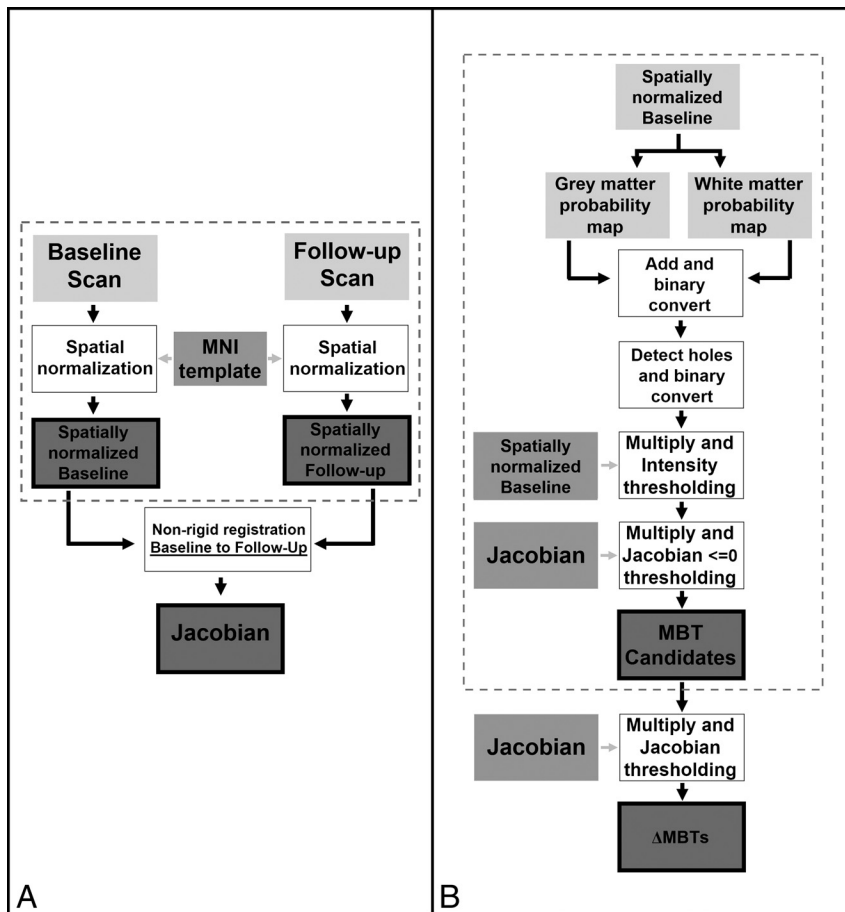 Baseline
Scan
Follow-up
Scan
Spatial
normalization
MNI
template
Spatial
normalization
Spatially
normalized
Baseline
Spatially
normalized
Follow-up
Non-rigid registration
Baseline to Follow-Up
Jacobian
A
Spatially
normalized
Baseline
Grey matter
probability
map
White matter
probability
map
Add and
binary
convert
Detect holes
and binary
convert
Spatially
normalized
Baseline
Multiply and
Intensity
thresholding
Jacobian
Multiply and
Jacobian <=0
thresholding
MBT
Candidates
Jacobian
Multiply and
Jacobian
thresholding
ΔMBTs
B